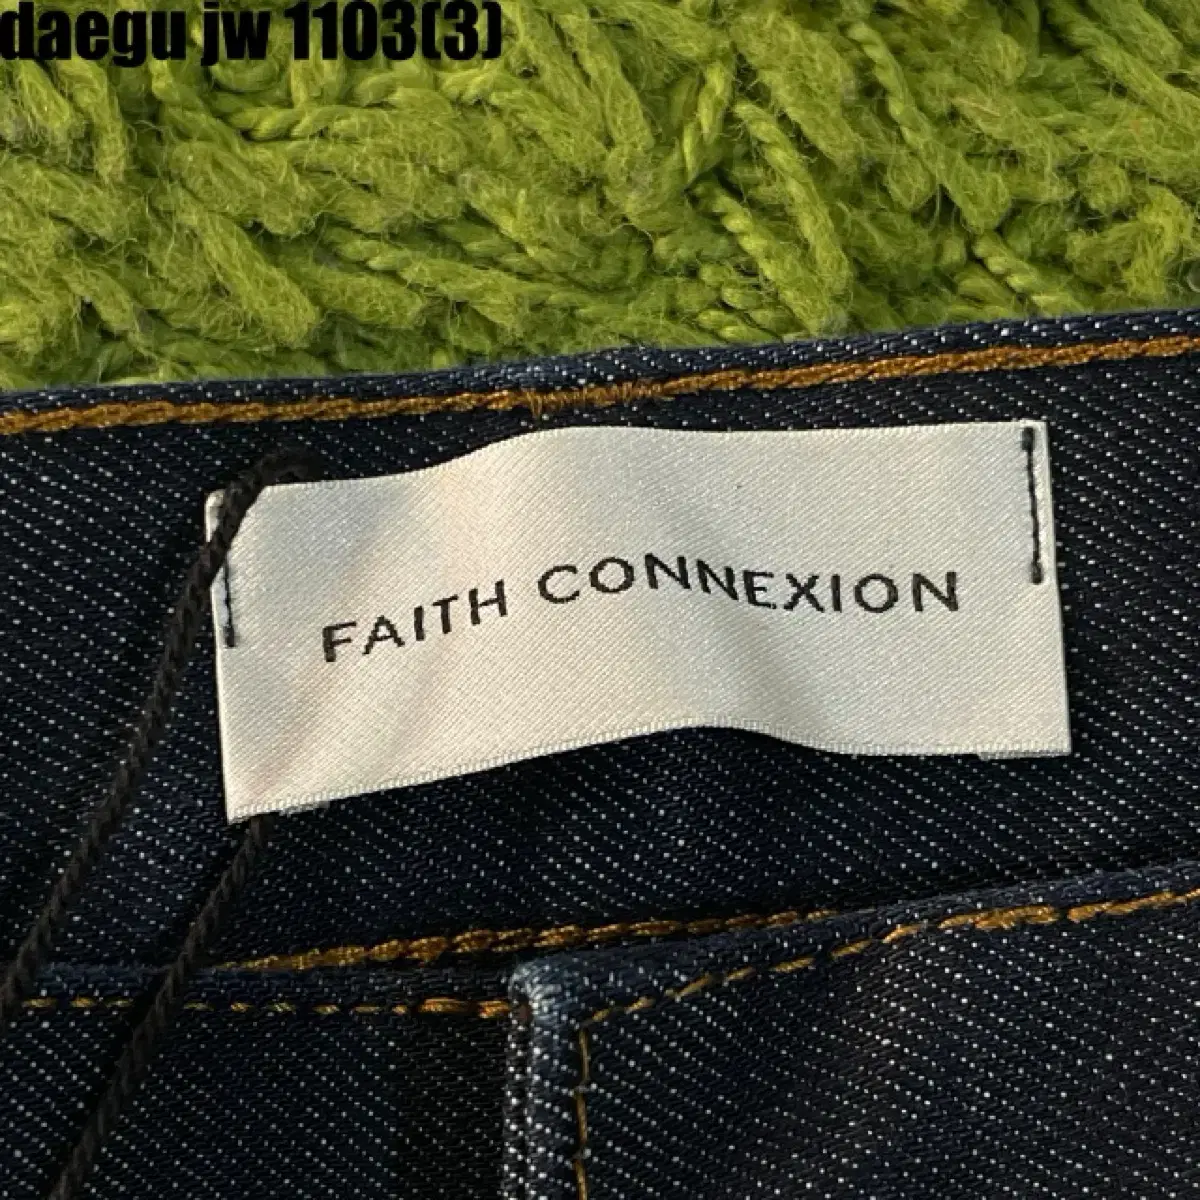 daegu jw 1103(3)
FAITH CONNEXION